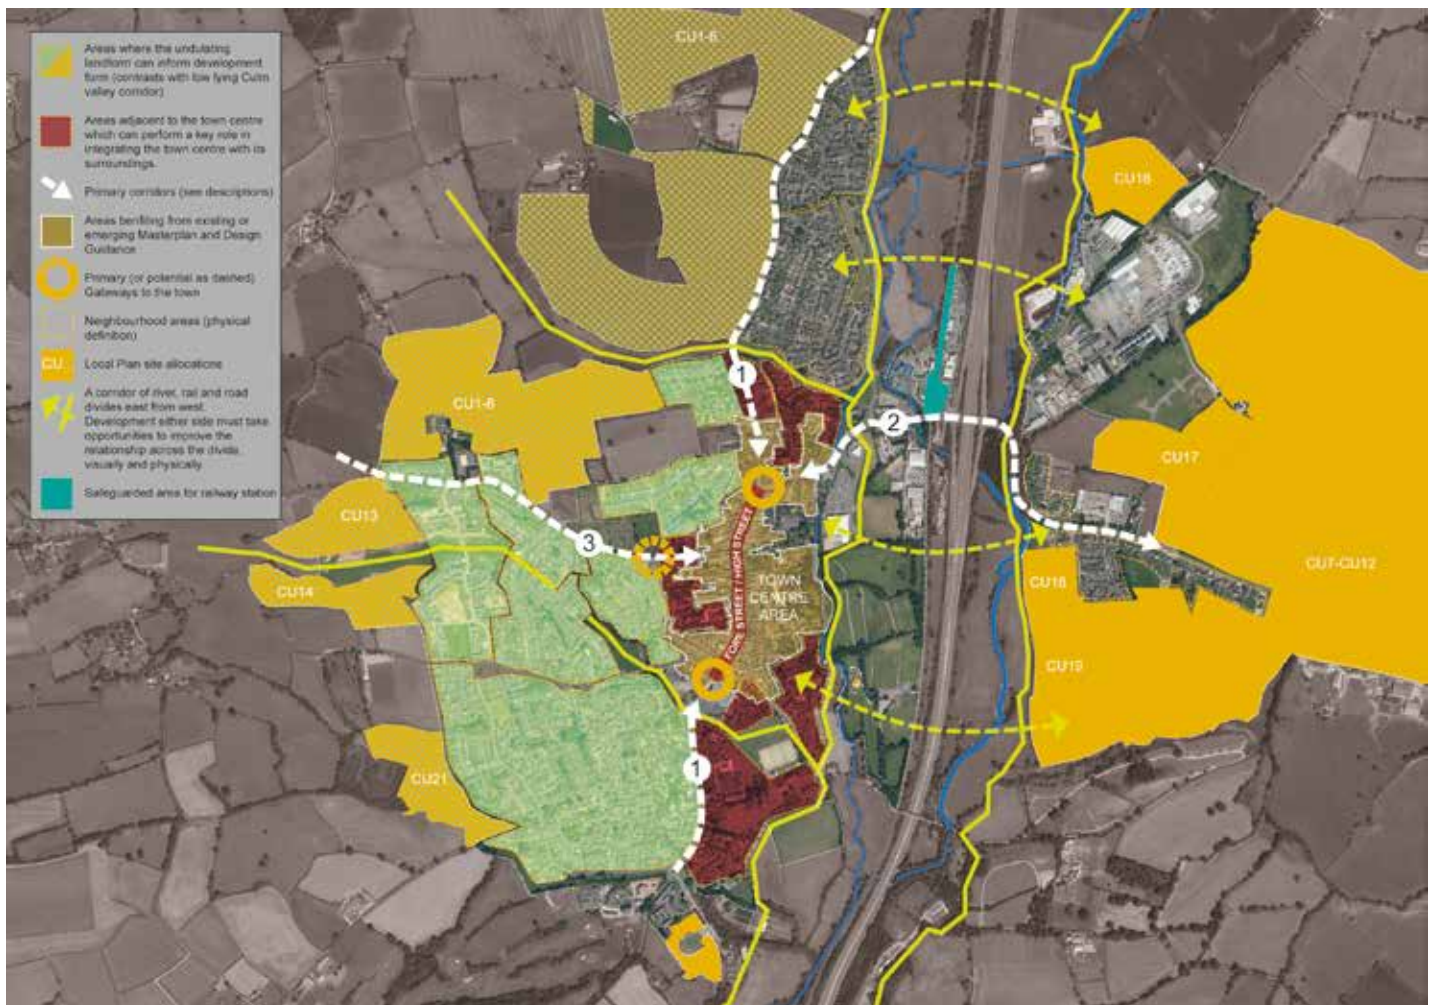 Areas where the undulating
landform can inform development
form (contrasts with low lying Culm
valley corridor)
Areas adjacent to the town centre
which can perform a key role in
integrating the town centre with its
surroundings.
Primary corridors (see descriptions)
Areas benfiting from existing or
emerging Masterplan and Design
Guidance
Primary (or potential as dashed)
Gateways to the town
Neighbourhood areas (physical
definition)
CU. Local Plan site allocations
A corridor of river, rail and road
divides east from west.
Development either side must take
opportunities to improve the
relationship across the divide,
visually and physically.
Safeguarded area for railway station
CU1-6
CU18
1
CU1-6
2
CU17
CU13
3
FORE STREET / HIGH STREET
TOWN
CENTRE
AREA
CU7-CU12
CU14
CU18
CU19
1
CU21